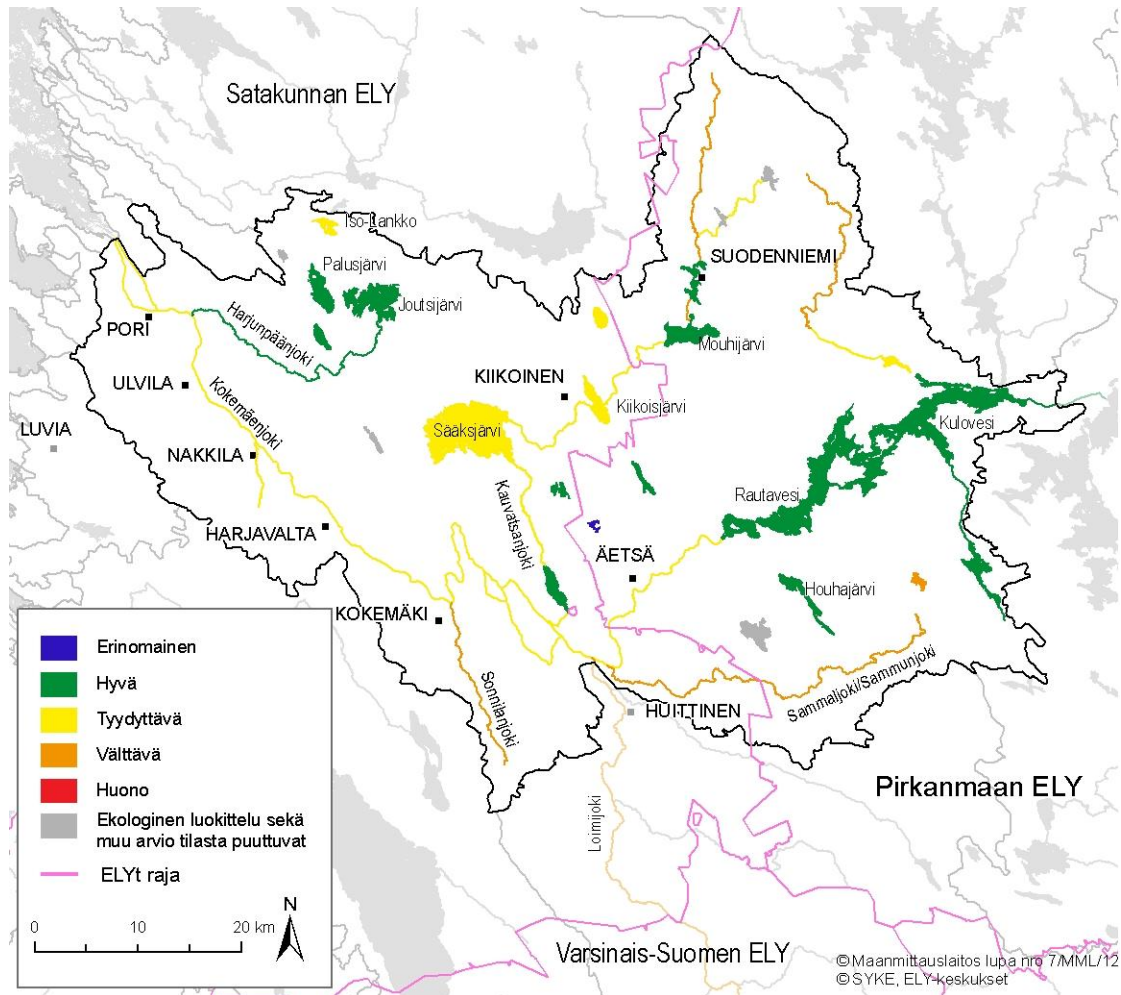 Satakunnan ELY
Iso-Lankko
Palusjärvi
Joutsijärvi
SUODENNIEMI
PORI
Harjunpäänjoki
Mouhijärvi
ULVILA
KIIKOINEN
Kiikoisjärvi
Kokemäenjoki
Sääksjärvi
Kulovesi
LUVIA
NAKKILA
Rautavesi
HARJAVALTA
Kauvatsanjoki
ÄETSÄ
Houhajärvi
KOKEMÄKI
Sonnilanjoki
Sammaljoki/Sammunjoki
HUITTINEN
Loimijoki
Pirkanmaan ELY
Varsinais-Suomen ELY
Erinomainen
Hyvä
Tyydyttävä
Välttävä
Huono
Ekologinen luokittelu sekä
muu arvio tilasta puuttuvat
ELYt raja
N
0 10 20 km
©Maanmittauslaitos lupa nro 7/MML/12
©SYKE, ELY-keskukset